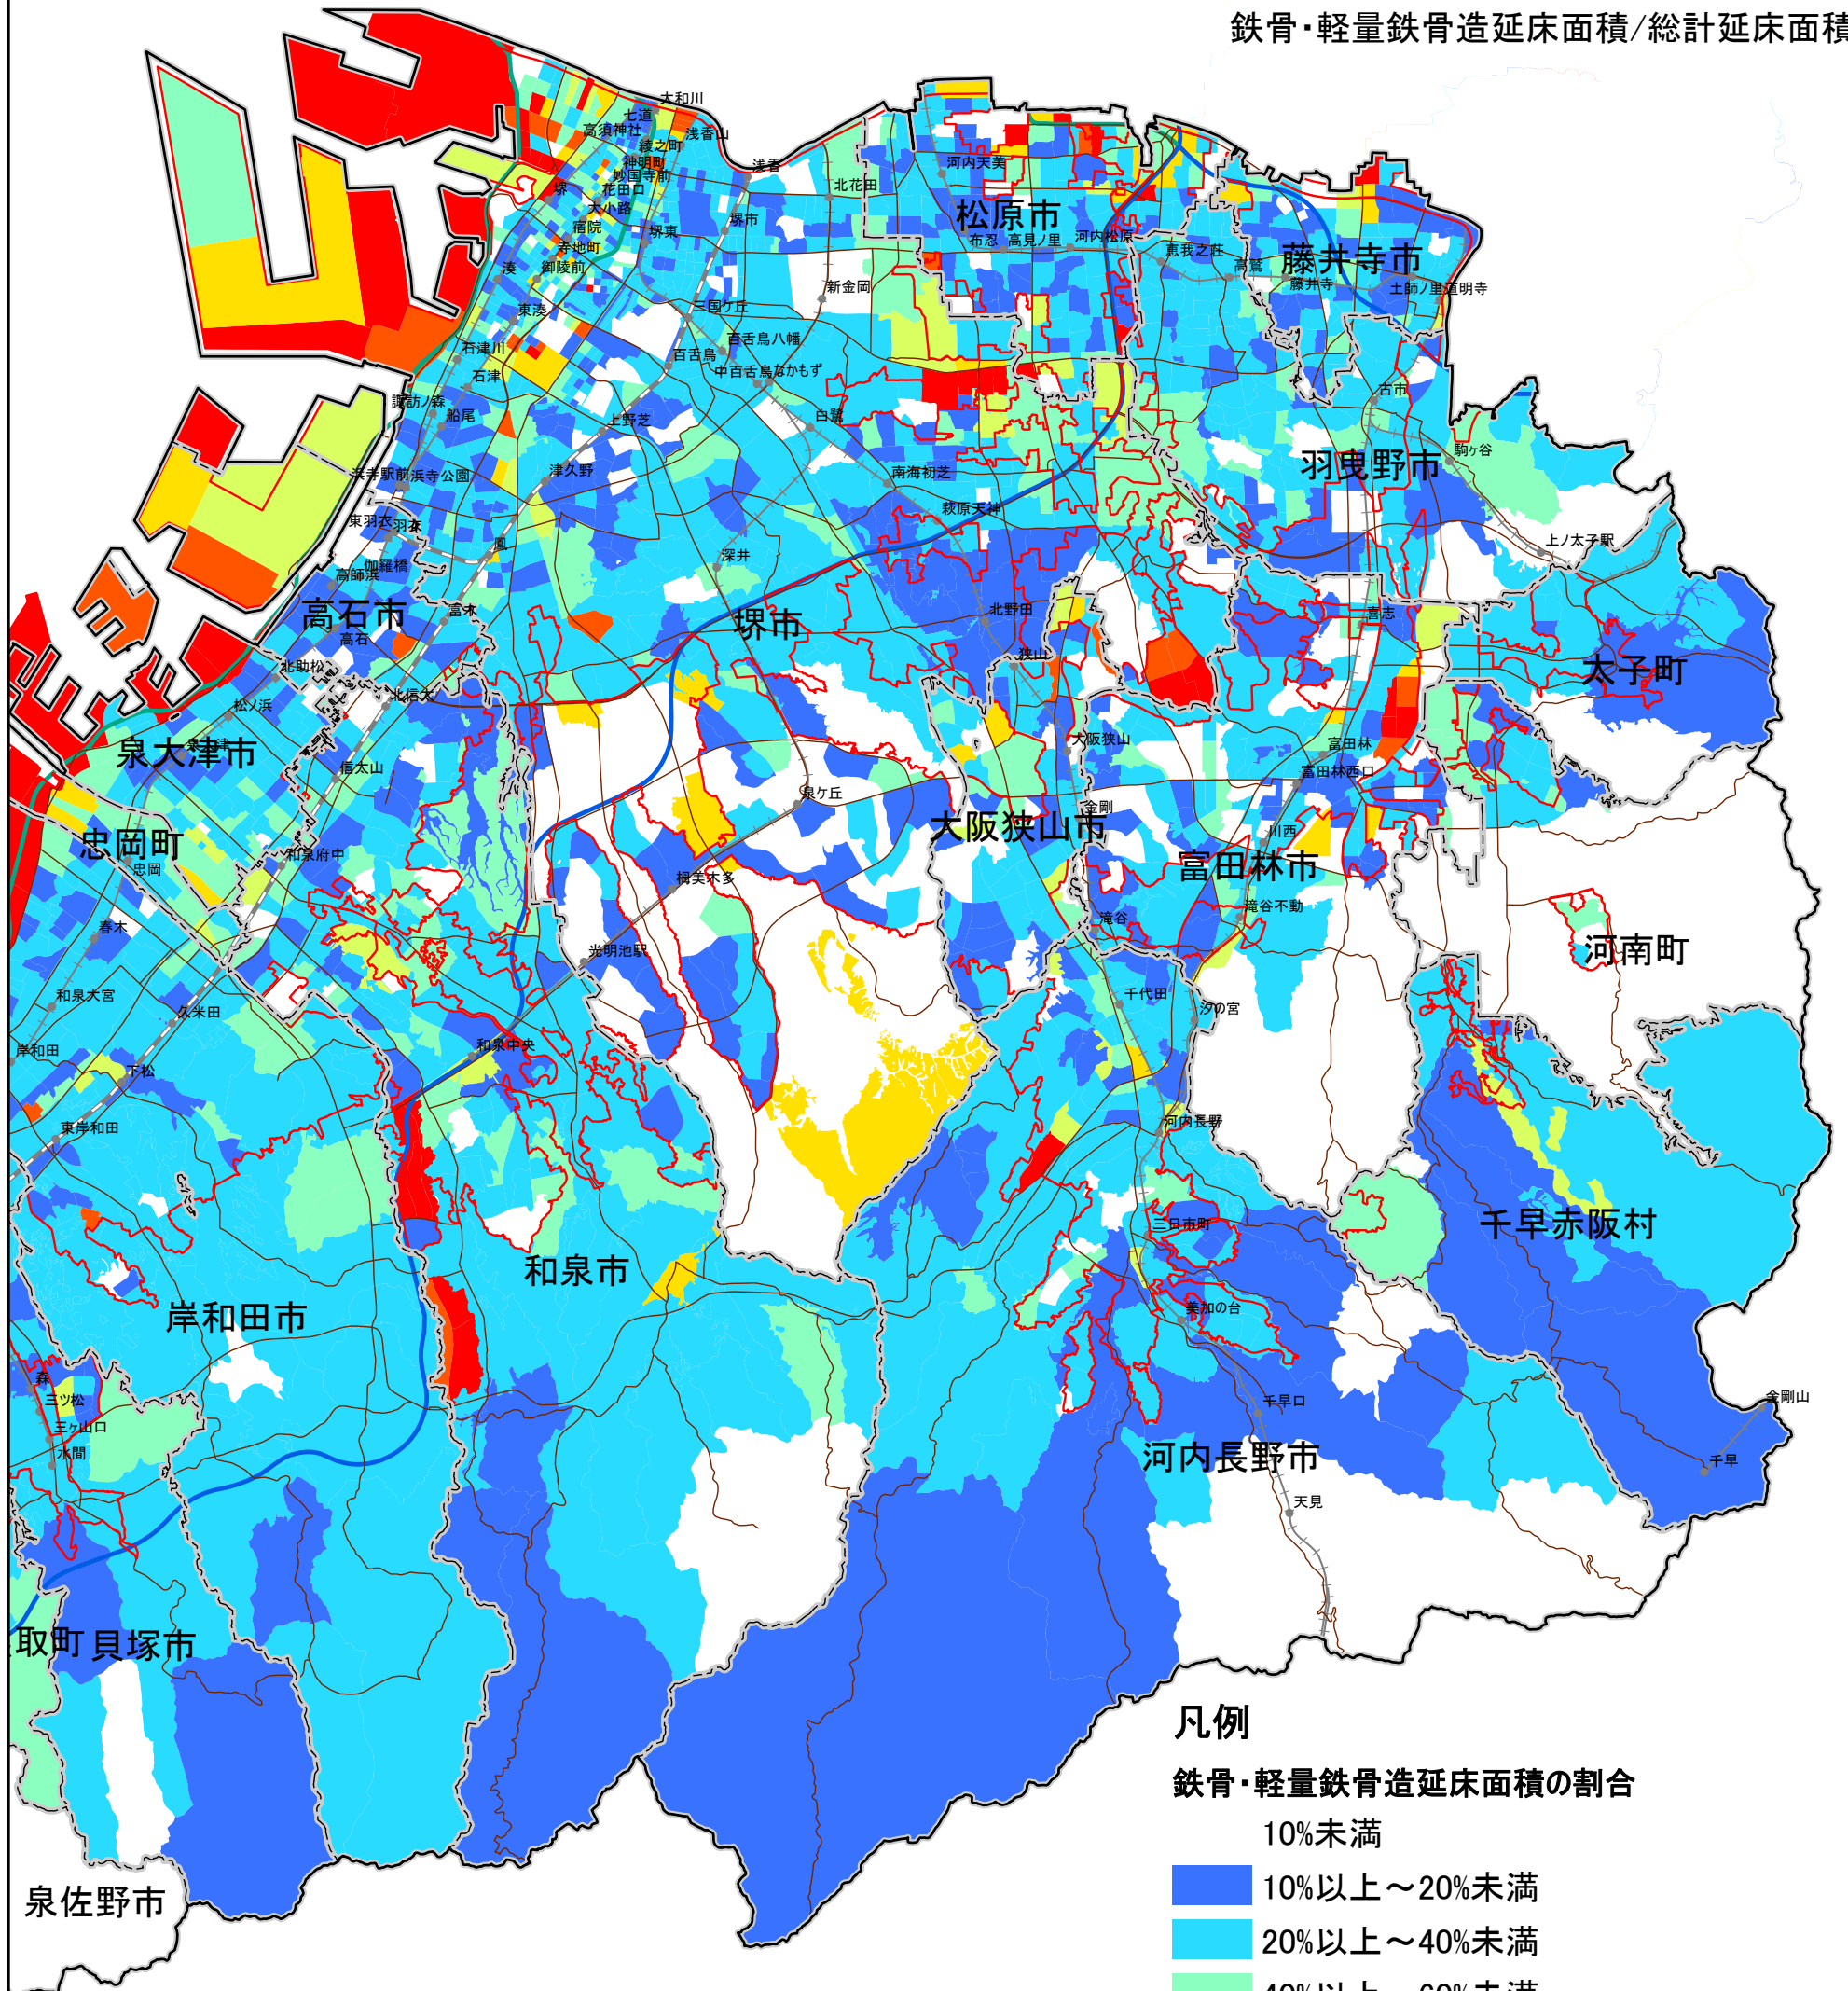 鉄骨・軽量鉄骨造延床面積/総計延床面積
大和川
七道
高須神社
浅香山
綾之町
神明町
妙国寺前
浅香
花田口
北花田
河内天美
堺
大小路
松原市
宿院
堺東
堺市
寺地町
布忍
高見ノ里
河内松原
恵我之荘
高鷲
藤井寺市
藤井寺
土師ノ里
道明寺
湊
御陵前
新金岡
東湊
三国ケ丘
百舌鳥八幡
石津川
百舌鳥
石津
中百舌鳥
なかもず
諏訪ノ森
船尾
古市
上野芝
白鷺
羽曳野市
駒ケ谷
浜寺駅前
浜寺公園
津久野
南海初芝
萩原天神
東羽衣
羽衣
鳳
上ノ太子駅
深井
伽羅橋
高師浜
高石市
富木
堺市
北野田
喜志
高石
狭山
太子町
北助松
北信太
松ノ浜
泉大津市
大阪狭山
富田林
信太山
富田林西口
泉ケ丘
金剛
忠岡町
大阪狭山市
川西
忠岡
和泉府中
富田林市
栂美木多
滝谷不動
春木
滝谷
光明池駅
河南町
和泉大宮
久米田
千代田
汐の宮
岸和田
和泉中央
下松
東岸和田
河内長野
三日市町
千早赤阪村
和泉市
美加の台
岸和田市
森
三ツ松
三ヶ山口
水間
千早口
金剛山
河内長野市
千早
天見
取町
貝塚市
凡例
鉄骨・軽量鉄骨造延床面積の割合
10%未満
10%以上～20%未満
泉佐野市
20%以上～40%未満
40%以上～60%未満